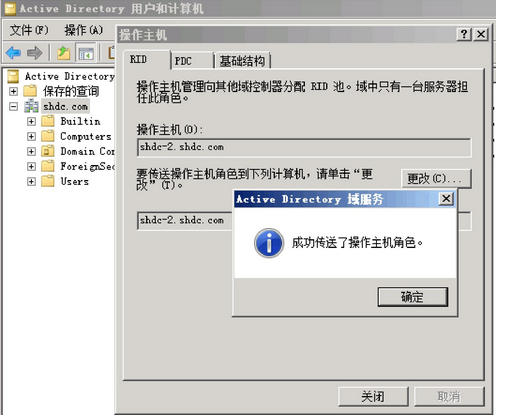 Active Directory 用户和计算机
文件(F) 操作(A)
操作主机
RID PDC 基础结构
Active Directory
保存的查询
shdc.com
Builtin
Computers
Domain Con
ForeignSec
Users
操作主机管理向其他域控制器分配 RID 池。域中只有一台服务器担
任此角色。
操作主机(O):
shdc-2.shdc.com
要传送操作主机角色到下列计算机，请单击“更
改”(T)。
更改(C)...
shdc-2.shdc.com
Active Directory 域服务
成功传送了操作主机角色。
确定
关闭 取消